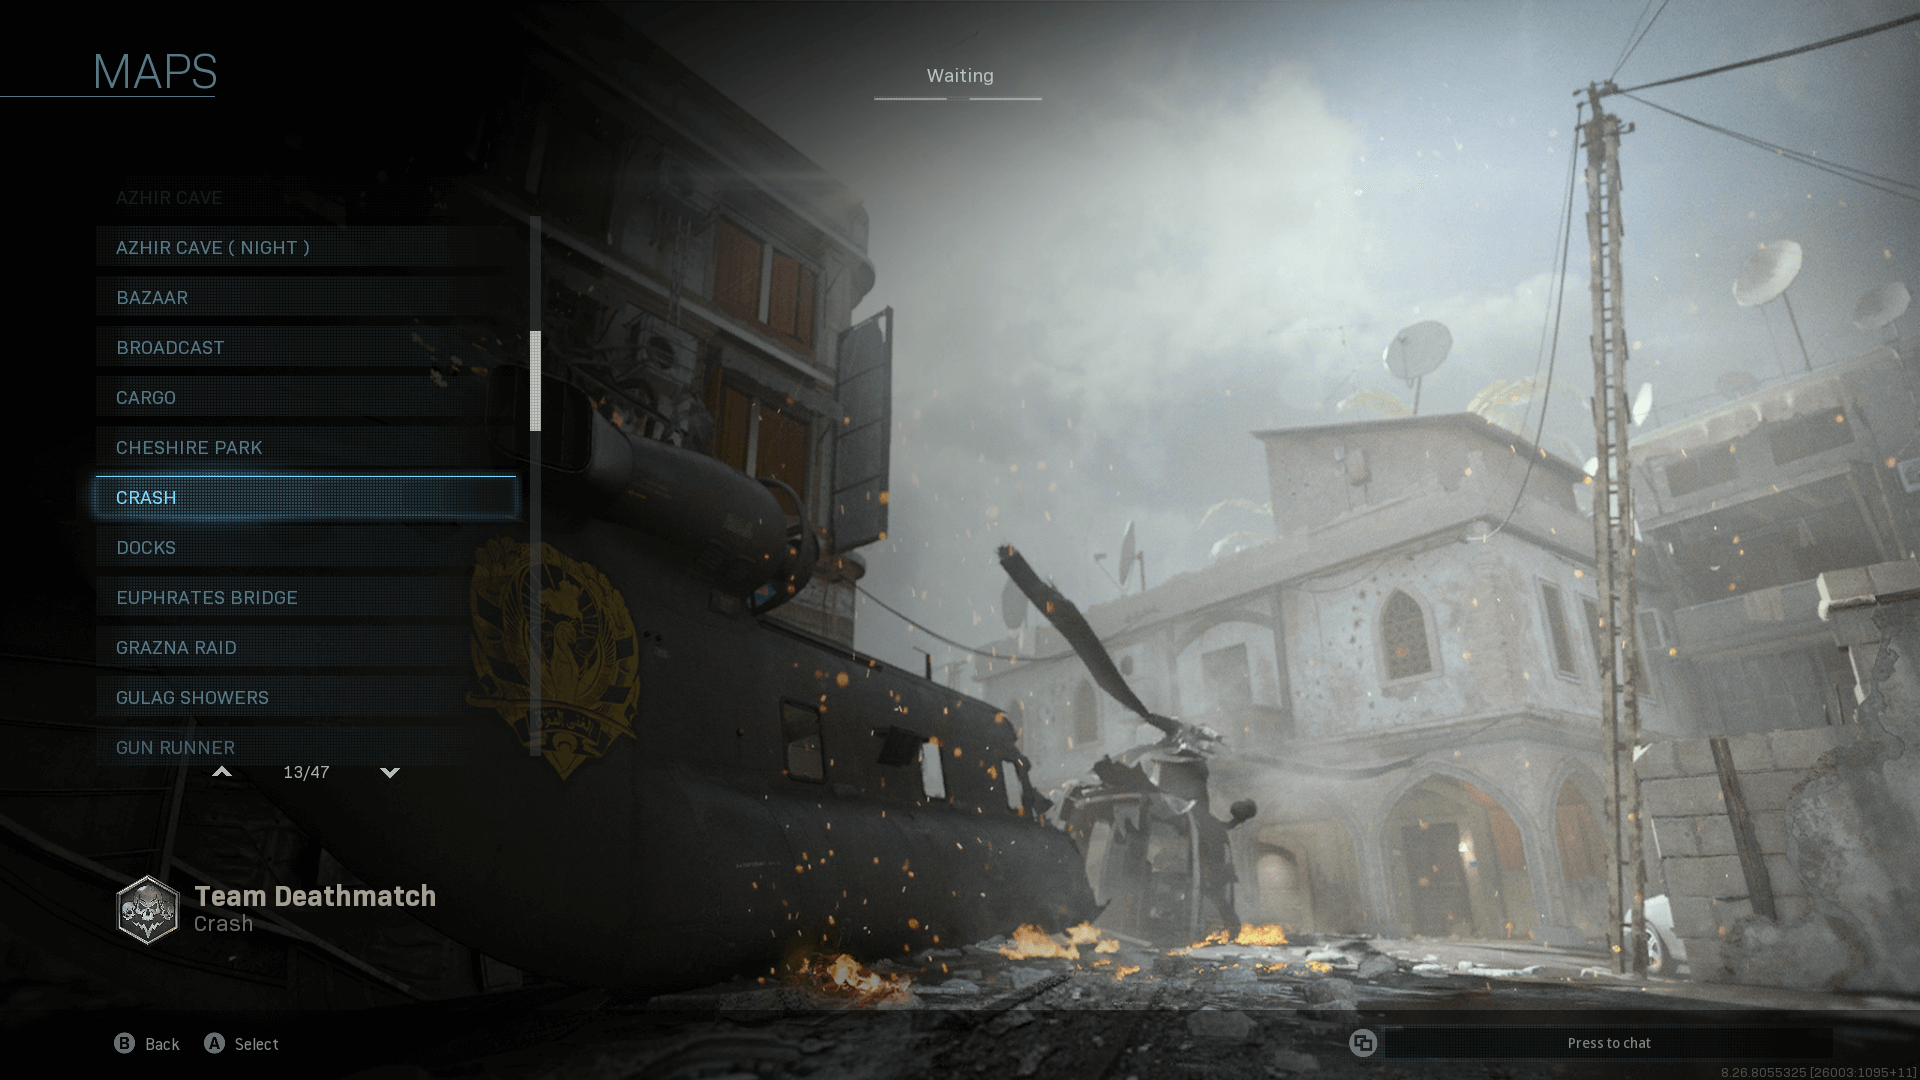 MAPS
Waiting
AZHIR CAVE
AZHIR CAVE ( NIGHT )
BAZAAR
BROADCAST
CARGO
CHESHIRE PARK
CRASH
DOCKS
EUPHRATES BRIDGE
GRAZNA RAID
GULAG SHOWERS
GUN RUNNER
13/47
Team Deathmatch
Crash
B Back A Select
Press to chat
8.26.8055325 [26003:1095+11]